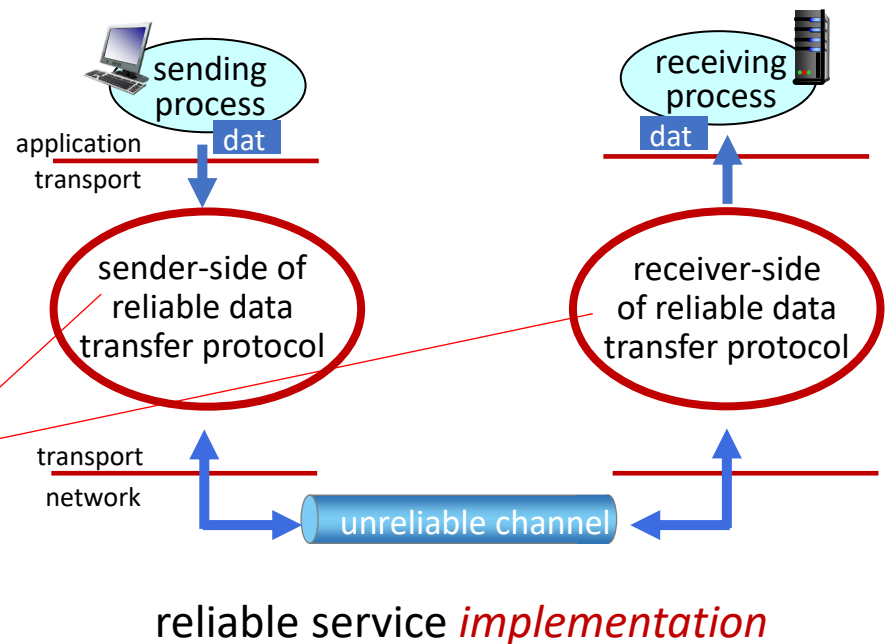 sending
process
dat
application
transport
receiving
process
dat
sender-side of
reliable data
transfer protocol
receiver-side
of reliable data
transfer protocol
transport
network
unreliable channel
reliable service implementation